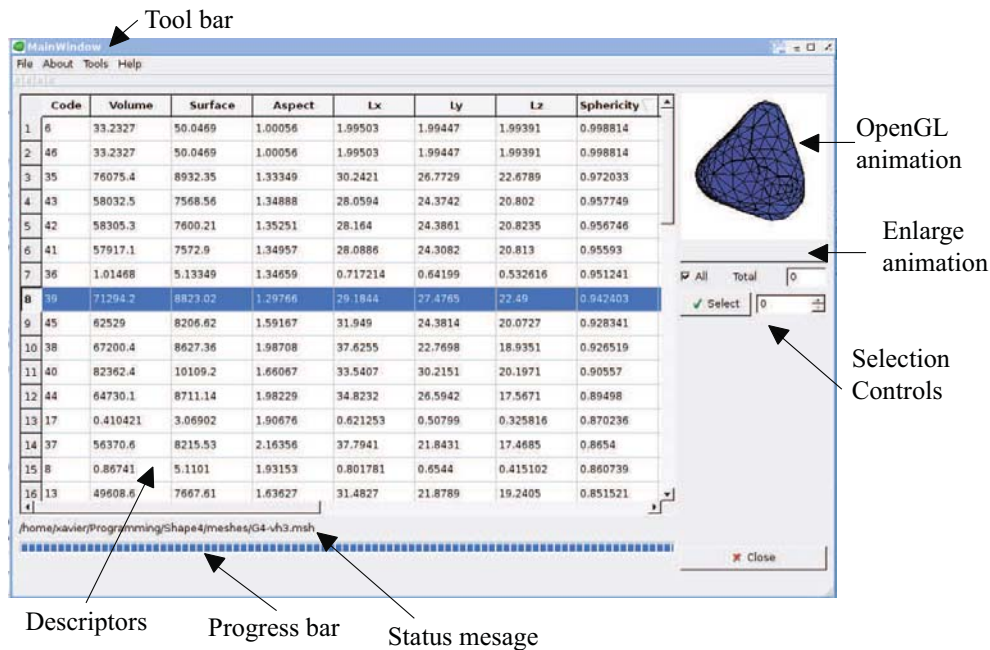 Tool bar
MainWindow
File About Tools Help
Code Volume Surface Aspect Lx Ly Lz Sphericity
1 6 33.2327 50.0469 1.00056 1.99503 1.99447 1.99391 0.998814
2 46 33.2327 50.0469 1.00056 1.99503 1.99447 1.99391 0.998814
3 35 76075.4 8932.35 1.33349 30.2421 26.7729 22.6789 0.972033
4 43 58032.5 7568.56 1.34888 28.0594 24.3742 20.802 0.957749
5 42 58305.3 7600.21 1.35251 28.164 24.3861 20.8235 0.956746
6 41 57917.1 7572.9 1.34957 28.0886 24.3082 20.813 0.95593
7 36 1.01468 5.13349 1.34659 0.717214 0.64199 0.532616 0.951241
8 39 71294.2 8823.02 1.29766 29.1844 27.4765 22.49 0.942403
9 45 62529 8206.62 1.59167 31.949 24.3814 20.0727 0.928341
10 38 67200.4 8627.36 1.98708 37.6255 22.7698 18.9351 0.926519
11 40 82362.4 10109.2 1.66067 33.5407 30.2151 20.1971 0.90557
12 44 64730.1 8711.14 1.98229 34.8232 26.5942 17.5671 0.89498
13 17 0.410421 3.06902 1.90676 0.621253 0.50799 0.325816 0.870236
14 37 56370.6 8215.53 2.16356 37.7941 21.8431 17.4685 0.8654
15 8 0.86741 5.1101 1.93153 0.801781 0.6544 0.415102 0.860739
16 13 49608.6 7667.61 1.63627 31.4827 21.8789 19.2405 0.851521
/home/xavier/Programming/Shape4/meshes/G4-vh3.msh
OpenGL
animation
Enlarge
animation
All Total 0
Select 0
Selection
Controls
Close
Descriptors
Progress bar
Status mesage